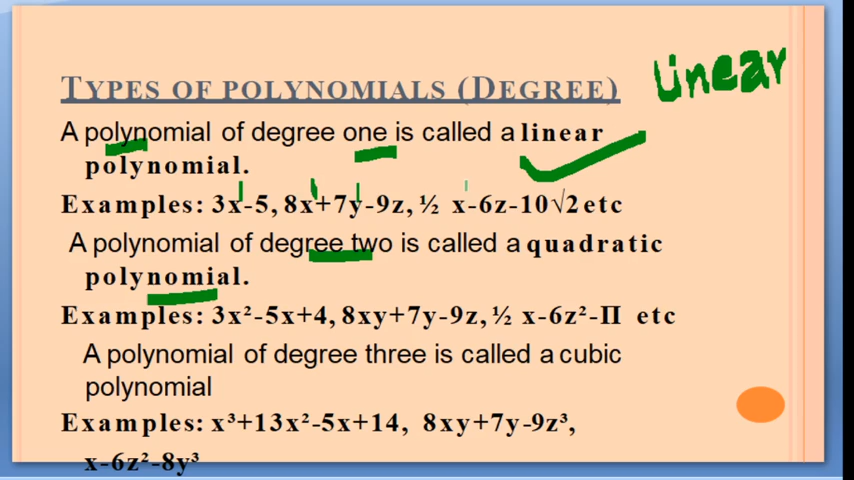 TYPES OF POLYNOMIALS (DEGREE) Linear
A polynomial of degree one is called a linear
polynomial.
Examples: 3x-5, 8x+7y-9z, ½ x-6z-10√2 etc
A polynomial of degree two is called a quadratic
polynomial.
Examples: 3x²-5x+4, 8xy+7y-9z, ½ x-6z²-Π etc
A polynomial of degree three is called a cubic
polynomial
Examples: x³+13x²-5x+14, 8xy+7y-9z³,
x-6z²-8y³